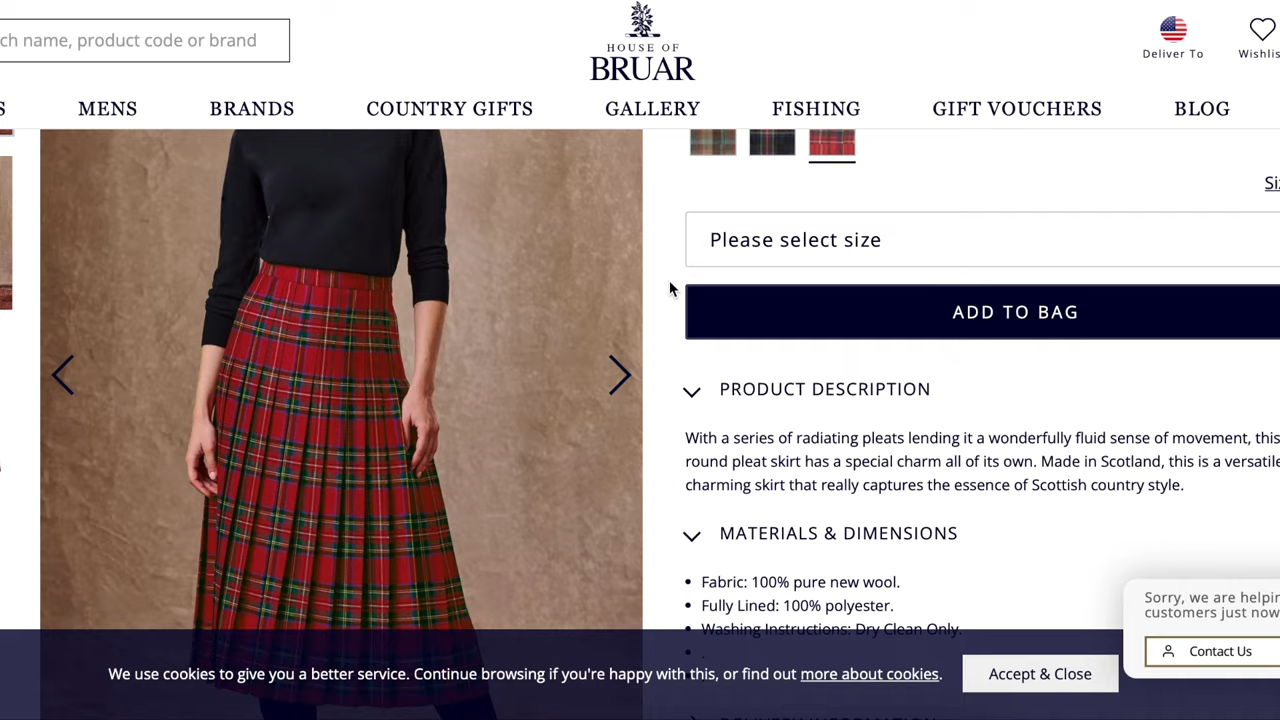 ch name, product code or brand
HOUSE OF
BRUAR
Deliver To
Wishlis
S
MENS
BRANDS
COUNTRY GIFTS
GALLERY
FISHING
GIFT VOUCHERS
BLOG
Si
Please select size
ADD TO BAG
PRODUCT DESCRIPTION
With a series of radiating pleats lending it a wonderfully fluid sense of movement, this
round pleat skirt has a special charm all of its own. Made in Scotland, this is a versatile
charming skirt that really captures the essence of Scottish country style.
MATERIALS & DIMENSIONS
• Fabric: 100% pure new wool.
• Fully Lined: 100% polyester.
• Washing Instructions: Dry Clean Only.
• .
Sorry, we are helpin
customers just now
Contact Us
We use cookies to give you a better service. Continue browsing if you're happy with this, or find out more about cookies.
Accept & Close
DELIVERY INFORMATION